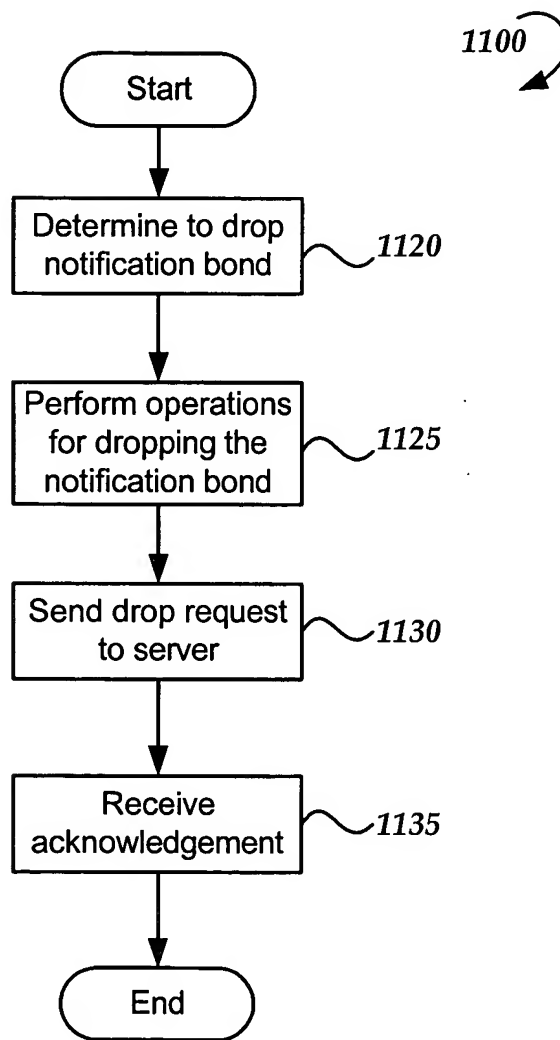 1100
Start
Determine to drop
notification bond
1120
Perform operations
for dropping the
notification bond
1125
Send drop request
to server
1130
Receive
acknowledgement
1135
End